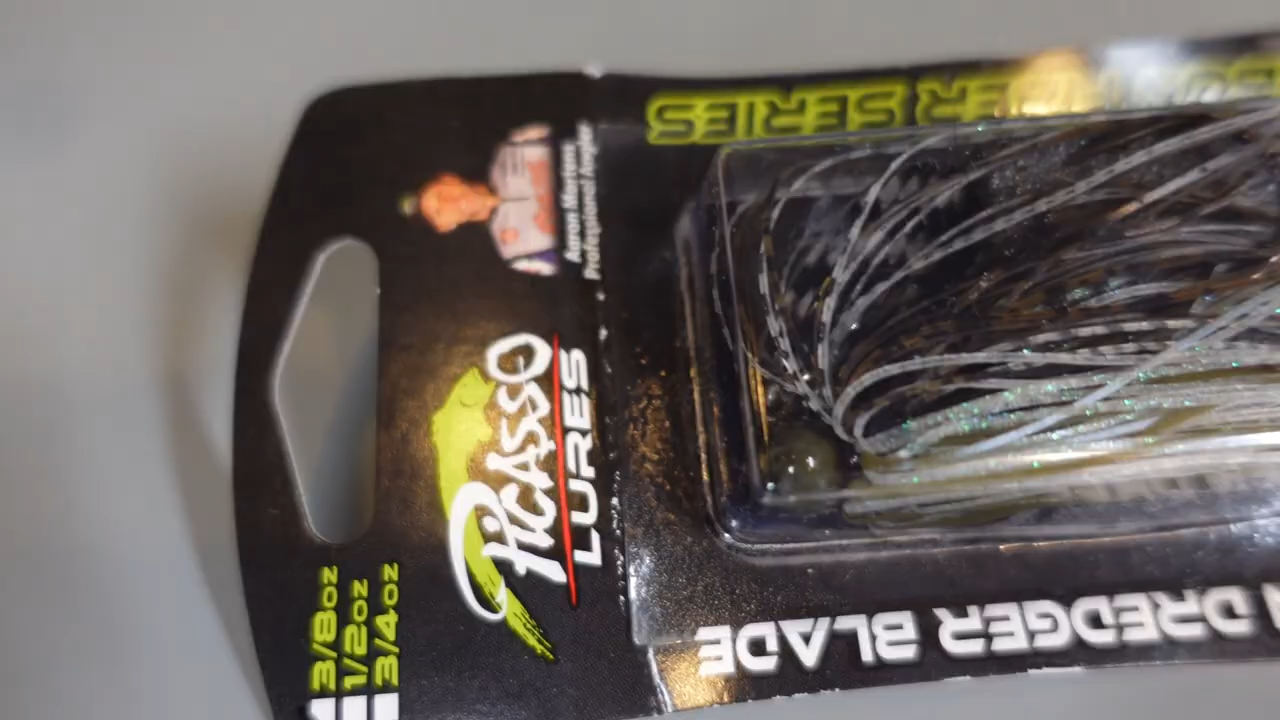 Aaron Martens
Professional Angler
PICASSO
LURES
3/8oz
1/2oz
3/4oz
SERIES
DREDGER BLADE